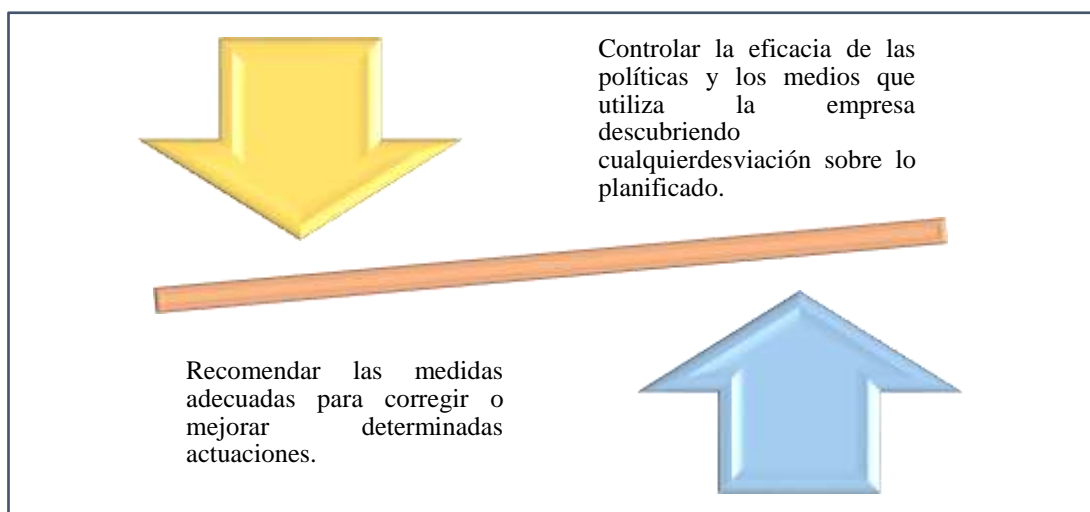 Controlar la eficacia de las
políticas y los medios que
utiliza la empresa
descubriendo
cualquierdesviación sobre lo
planificado.
Recomendar las medidas
adecuadas para corregir o
mejorar determinadas
actuaciones.